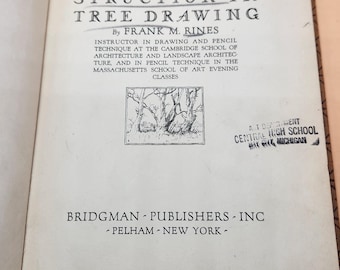 TREE DRAWING
By FRANK M. RINES
INSTRUCTOR IN DRAWING AND PENCIL
TECHNIQUE AT THE CAMBRIDGE SCHOOL OF
ARCHITECTURE AND LANDSCAPE ARCHITEC-
TURE, AND IN PENCIL TECHNIQUE IN THE
MASSACHUSETTS SCHOOL OF ART EVENING
CLASSES
CENTRAL HIGH SCHOOL
MICHIGAN
BRIDGMAN - PUBLISHERS - INC
- PELHAM - NEW YORK -